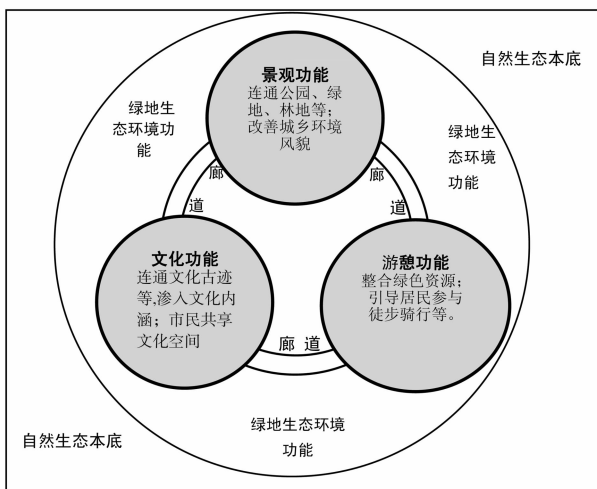 自然生态本底
景观功能
连通公园、绿
地、林地等；
改善城乡环境
风貌
绿地生
态环境功
能
绿地生
态环境
功能
廊
道
廊
道
文化功能
连通文化古迹
等,渗入文化内
涵；市民共享
文化空间
游憩功能
整合绿色资源；
引导居民参与
徒步骑行等。
廊 道
绿地生态环境
功能
自然生态本底